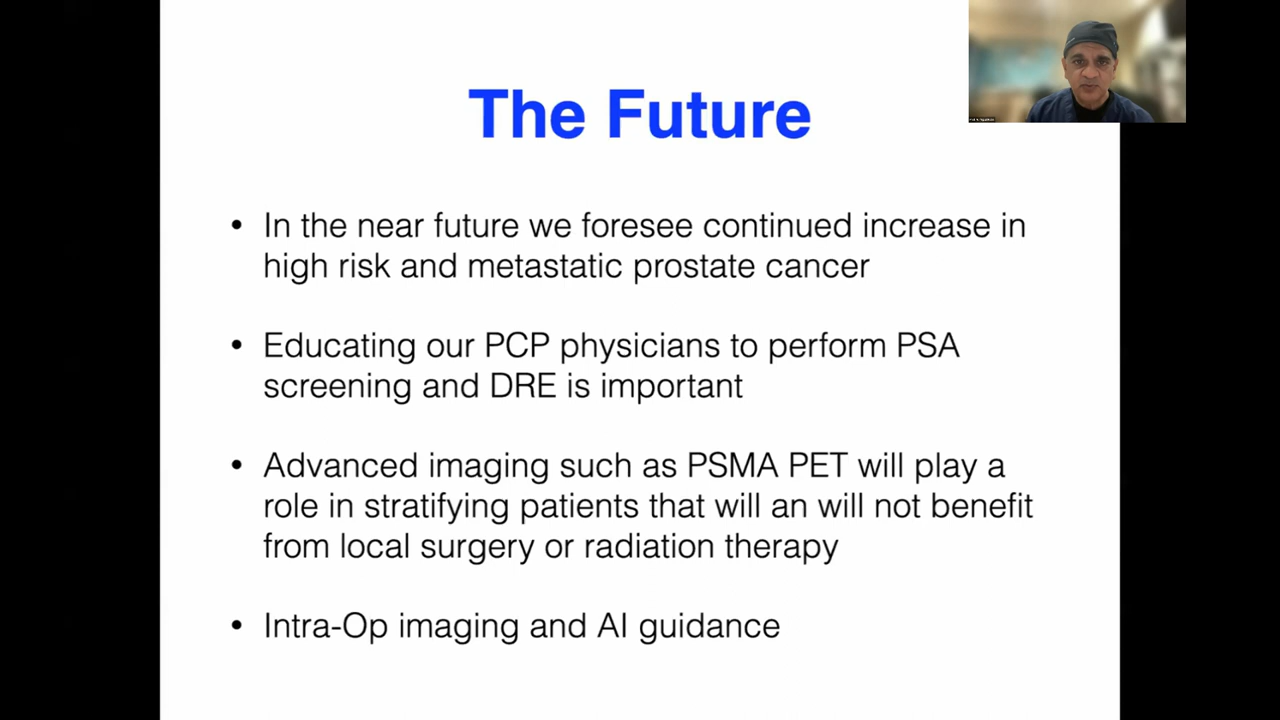 The Future
• In the near future we foresee continued increase in
high risk and metastatic prostate cancer
• Educating our PCP physicians to perform PSA
screening and DRE is important
• Advanced imaging such as PSMA PET will play a
role in stratifying patients that will an will not benefit
from local surgery or radiation therapy
• Intra-Op imaging and AI guidance